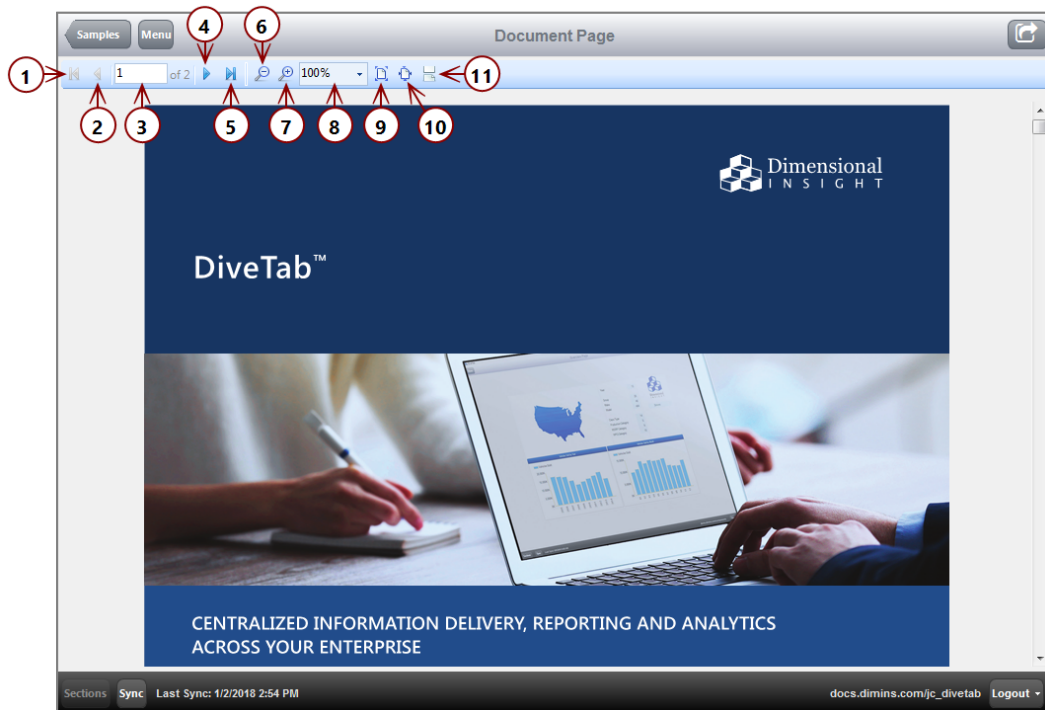 4
6
Samples
Menu
Document Page
1
1
of 2
100%
11
2
3
5
7
8
9
10
Dimensional
INSIGHT
DiveTab™
CENTRALIZED INFORMATION DELIVERY, REPORTING AND ANALYTICS
ACROSS YOUR ENTERPRISE
Sections
Sync
Last Sync: 1/2/2018 2:54 PM
docs.dimins.com/jc_divetab
Logout